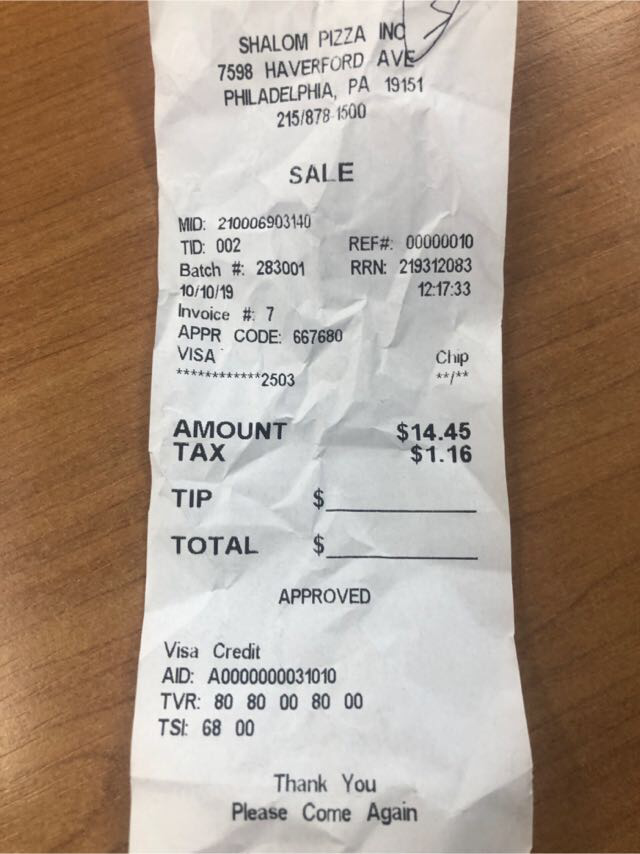 SHALOM PIZZA INC
7598 HAVERFORD AVE
PHILADELPHIA, PA 19151
215/878-1500
SALE
MID: 210006903140
TID: 002 REF#: 00000010
Batch #: 283001 RRN: 219312083
10/10/19 12:17:33
Invoice #: 7
APPR CODE: 667680
VISA Chip
************2503 **/**
AMOUNT $14.45
TAX $1.16
TIP $
TOTAL $
APPROVED
Visa Credit
AID: A0000000031010
TVR: 80 80 00 80 00
TSI: 68 00
Thank You
Please Come Again